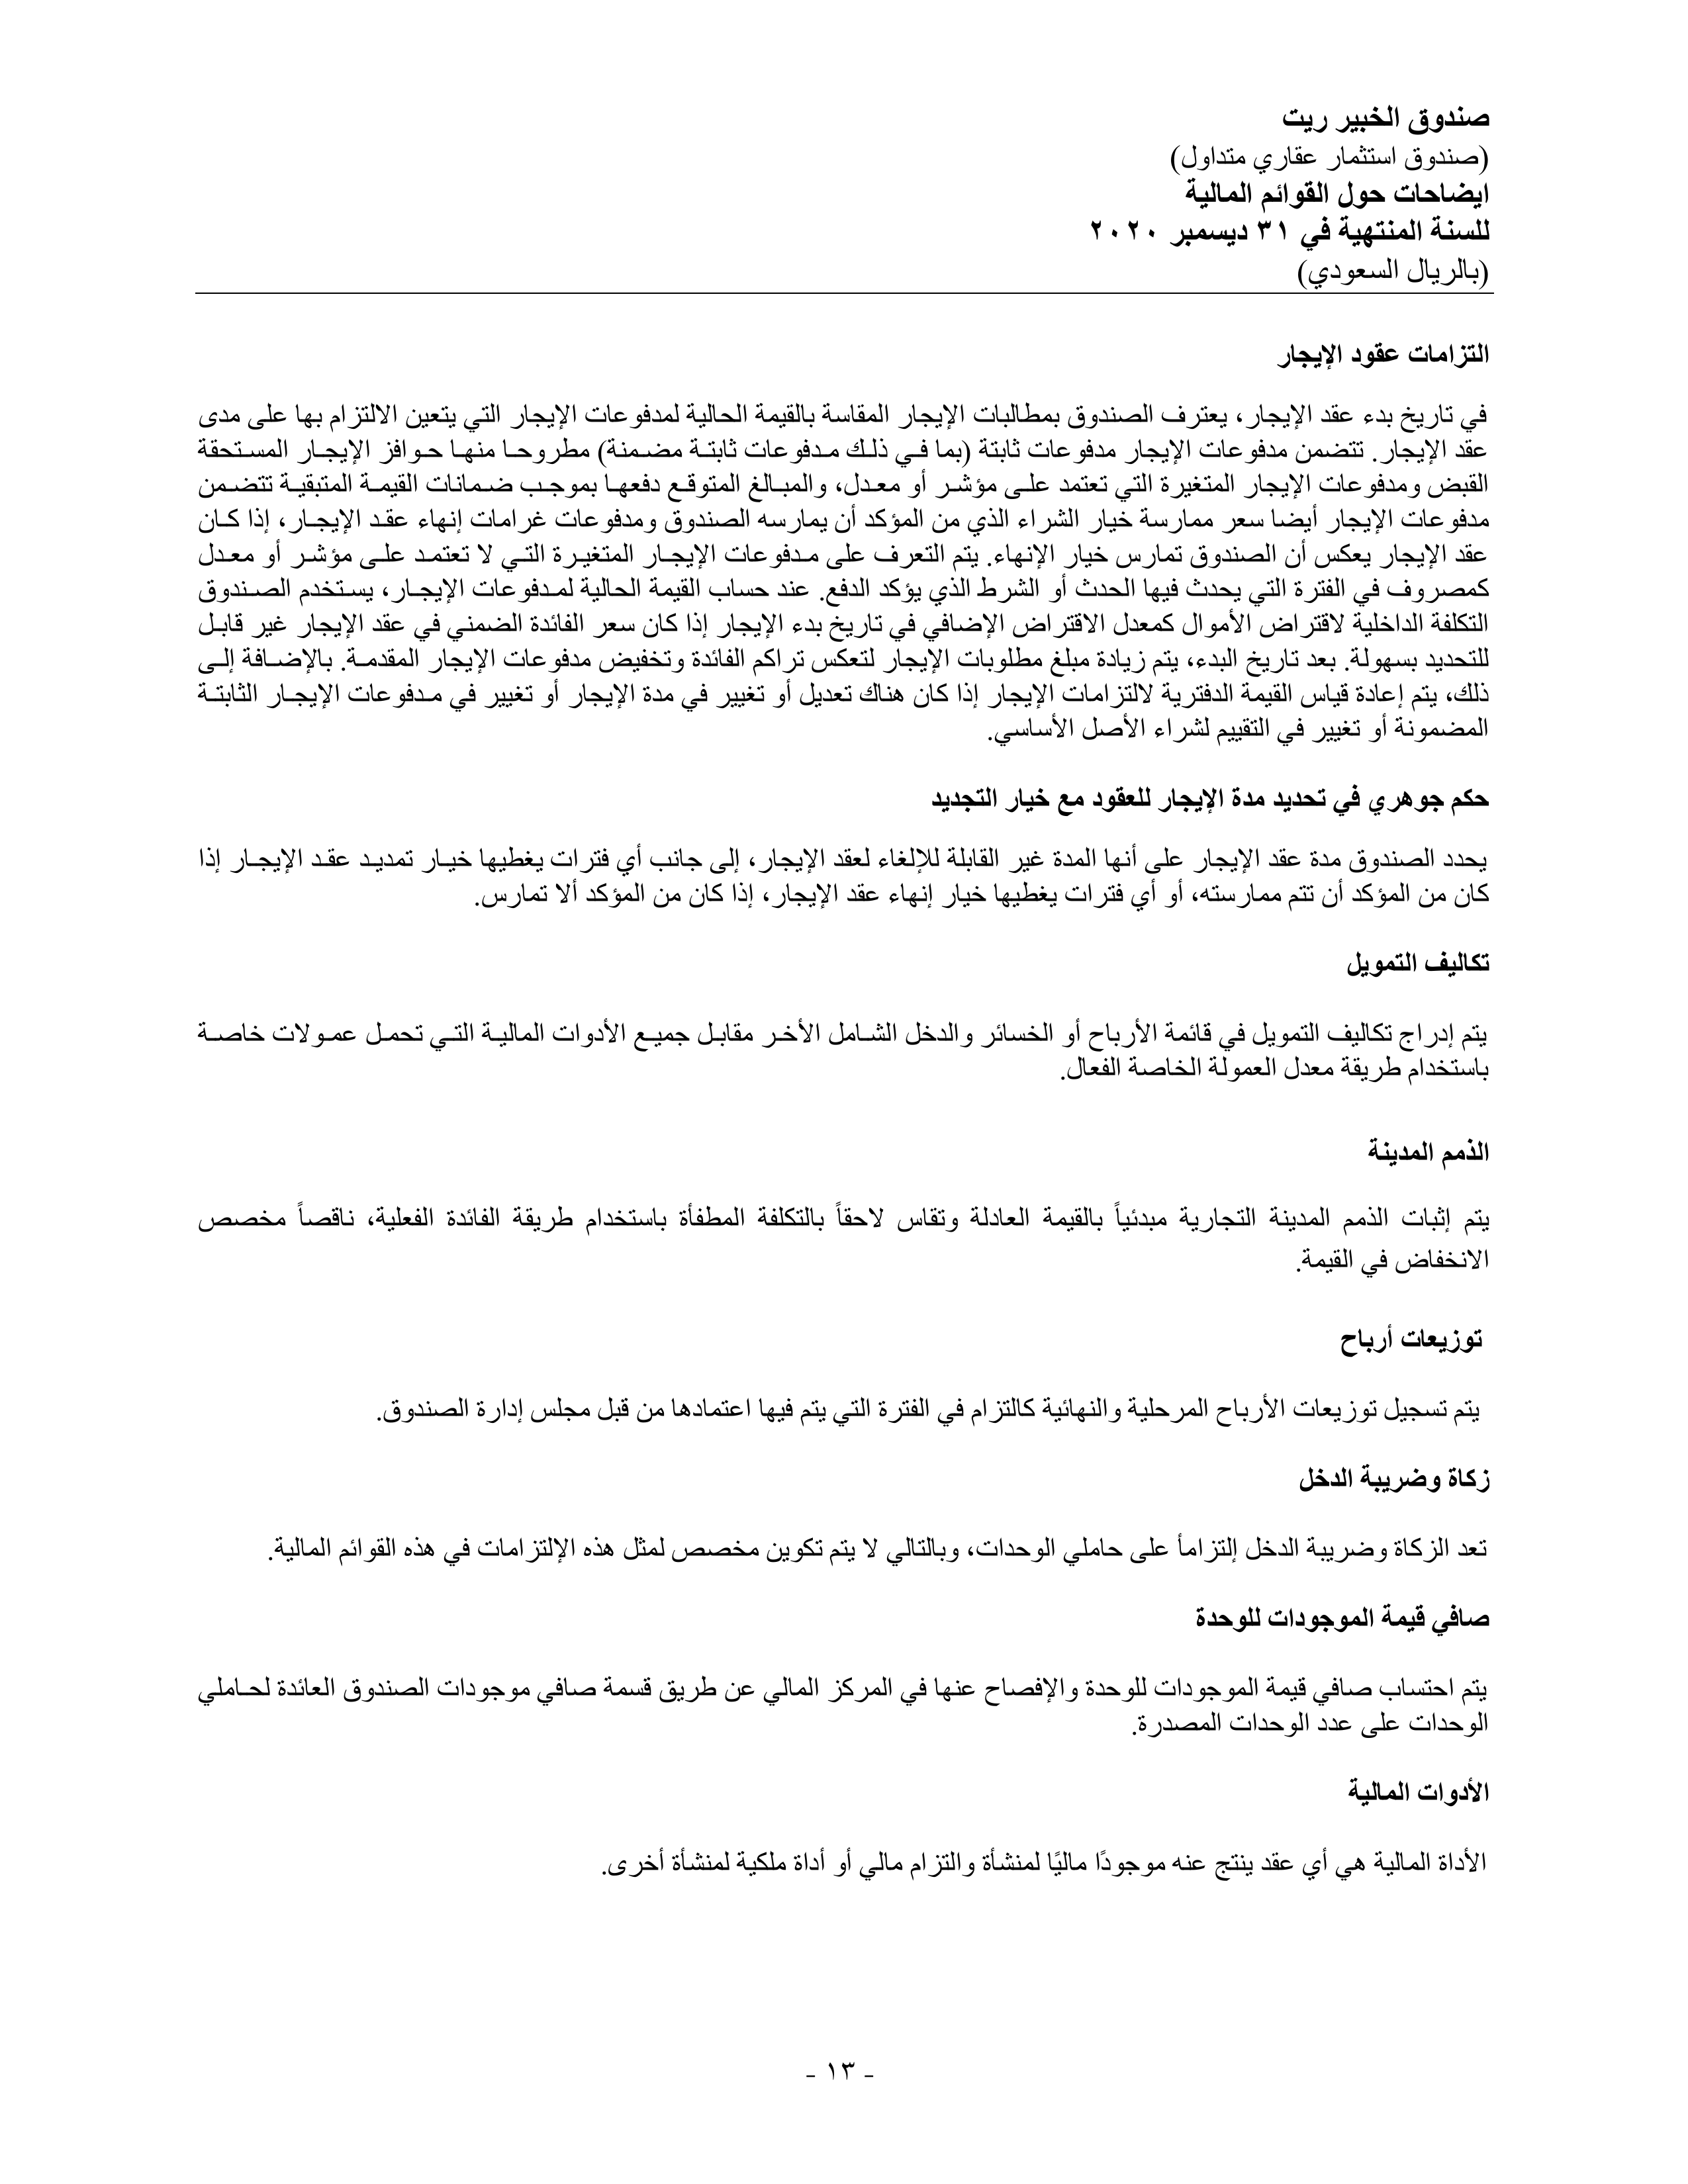 صندوق الخبير ريت
(صندوق استثمار عقاري متداول)
ايضاحات حول القوائم المالية
للسنة المنتهية في ٣١ ديسمبر ٢٠٢٠
(بالريال السعودي)
التزامات عقود الإيجار
في تاريخ بدء عقد الإيجار، يعترف الصندوق بمطالبات الإيجار المقاسة بالقيمة الحالية لمدفوعات الإيجار التي يتعين الالتزام بها على مدى
عقد الإيجار. تتضمن مدفوعات الإيجار مدفوعات ثابتة (بما في ذلك مدفوعات ثابتة مضمنة) مطروحا منها حوافز الإيجار المستحقة
القبض ومدفوعات الإيجار المتغيرة التي تعتمد على مؤشر أو معدل، والمبالغ المتوقع دفعها بموجب ضمانات القيمة المتبقية تتضمن
مدفوعات الإيجار أيضا سعر ممارسة خيار الشراء الذي من المؤكد أن يمارسه الصندوق ومدفوعات غرامات إنهاء عقد الإيجار، إذا كان
عقد الإيجار يعكس أن الصندوق تمارس خيار الإنهاء. يتم التعرف على مدفوعات الإيجار المتغيرة التي لا تعتمد على مؤشر أو معدل
كمصروف في الفترة التي يحدث فيها الحدث أو الشرط الذي يؤكد الدفع. عند حساب القيمة الحالية لمدفوعات الإيجار، يستخدم الصندوق
التكلفة الداخلية لاقتراض الأموال كمعدل الاقتراض الإضافي في تاريخ بدء الإيجار إذا كان سعر الفائدة الضمني في عقد الإيجار غير قابل
للتحديد بسهولة. بعد تاريخ البدء، يتم زيادة مبلغ مطلوبات الإيجار لتعكس تراكم الفائدة وتخفيض مدفوعات الإيجار المقدمة. بالإضافة إلى
ذلك، يتم إعادة قياس القيمة الدفترية لالتزامات الإيجار إذا كان هناك تعديل أو تغيير في مدة الإيجار أو تغيير في مدفوعات الإيجار الثابتة
المضمونة أو تغيير في التقييم لشراء الأصل الأساسي.
حكم جوهري في تحديد مدة الإيجار للعقود مع خيار التجديد
يحدد الصندوق مدة عقد الإيجار على أنها المدة غير القابلة للإلغاء لعقد الإيجار، إلى جانب أي فترات يغطيها خيار تمديد عقد الإيجار إذا
كان من المؤكد أن تتم ممارسته، أو أي فترات يغطيها خيار إنهاء عقد الإيجار، إذا كان من المؤكد ألا تمارس.
تكاليف التمويل
يتم إدراج تكاليف التمويل في قائمة الأرباح أو الخسائر والدخل الشامل الأخر مقابل جميع الأدوات المالية التي تحمل عمولات خاصة
باستخدام طريقة معدل العمولة الخاصة الفعال.
الذمم المدينة
يتم إثبات الذمم المدينة التجارية مبدئياً بالقيمة العادلة وتقاس لاحقاً بالتكلفة المطفأة باستخدام طريقة الفائدة الفعلية، ناقصاً مخصص
الانخفاض في القيمة.
توزيعات أرباح
يتم تسجيل توزيعات الأرباح المرحلية والنهائية كالتزام في الفترة التي يتم فيها اعتمادها من قبل مجلس إدارة الصندوق.
زكاة وضريبة الدخل
تعد الزكاة وضريبة الدخل إلتزامأ على حاملي الوحدات، وبالتالي لا يتم تكوين مخصص لمثل هذه الإلتزامات في هذه القوائم المالية.
صافي قيمة الموجودات للوحدة
يتم احتساب صافي قيمة الموجودات للوحدة والإفصاح عنها في المركز المالي عن طريق قسمة صافي موجودات الصندوق العائدة لحاملي
الوحدات على عدد الوحدات المصدرة.
الأدوات المالية
الأداة المالية هي أي عقد ينتج عنه موجودًا ماليًا لمنشأة والتزام مالي أو أداة ملكية لمنشأة أخرى.
- ١٣ -